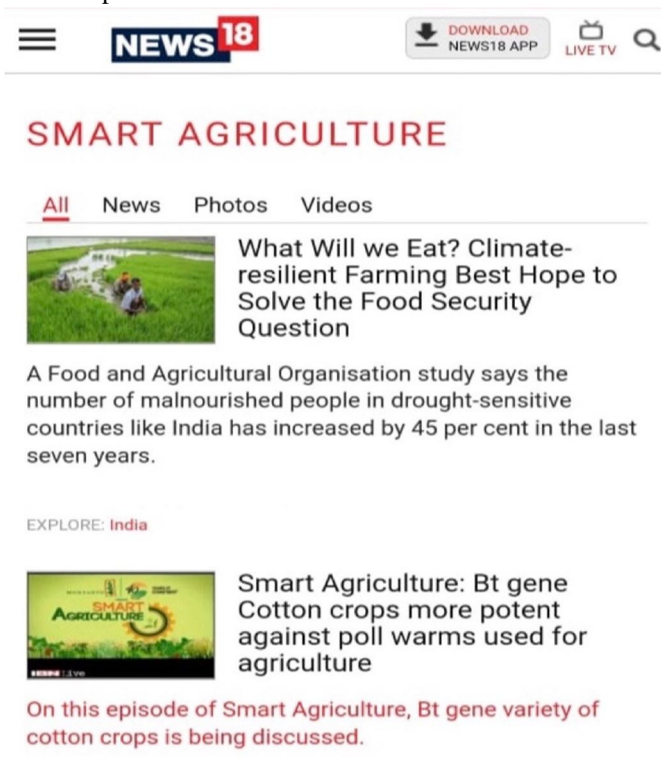 NEWS 18
DOWNLOAD
NEWS18 APP
LIVE TV
SMART AGRICULTURE
All News Photos Videos
What Will we Eat? Climate-
resilient Farming Best Hope to
Solve the Food Security
Question
A Food and Agricultural Organisation study says the
number of malnourished people in drought-sensitive
countries like India has increased by 45 per cent in the last
seven years.
EXPLORE: India
SMART
AGRICULTURE
IBN Live
Smart Agriculture: Bt gene
Cotton crops more potent
against poll warms used for
agriculture
On this episode of Smart Agriculture, Bt gene variety of
cotton crops is being discussed.